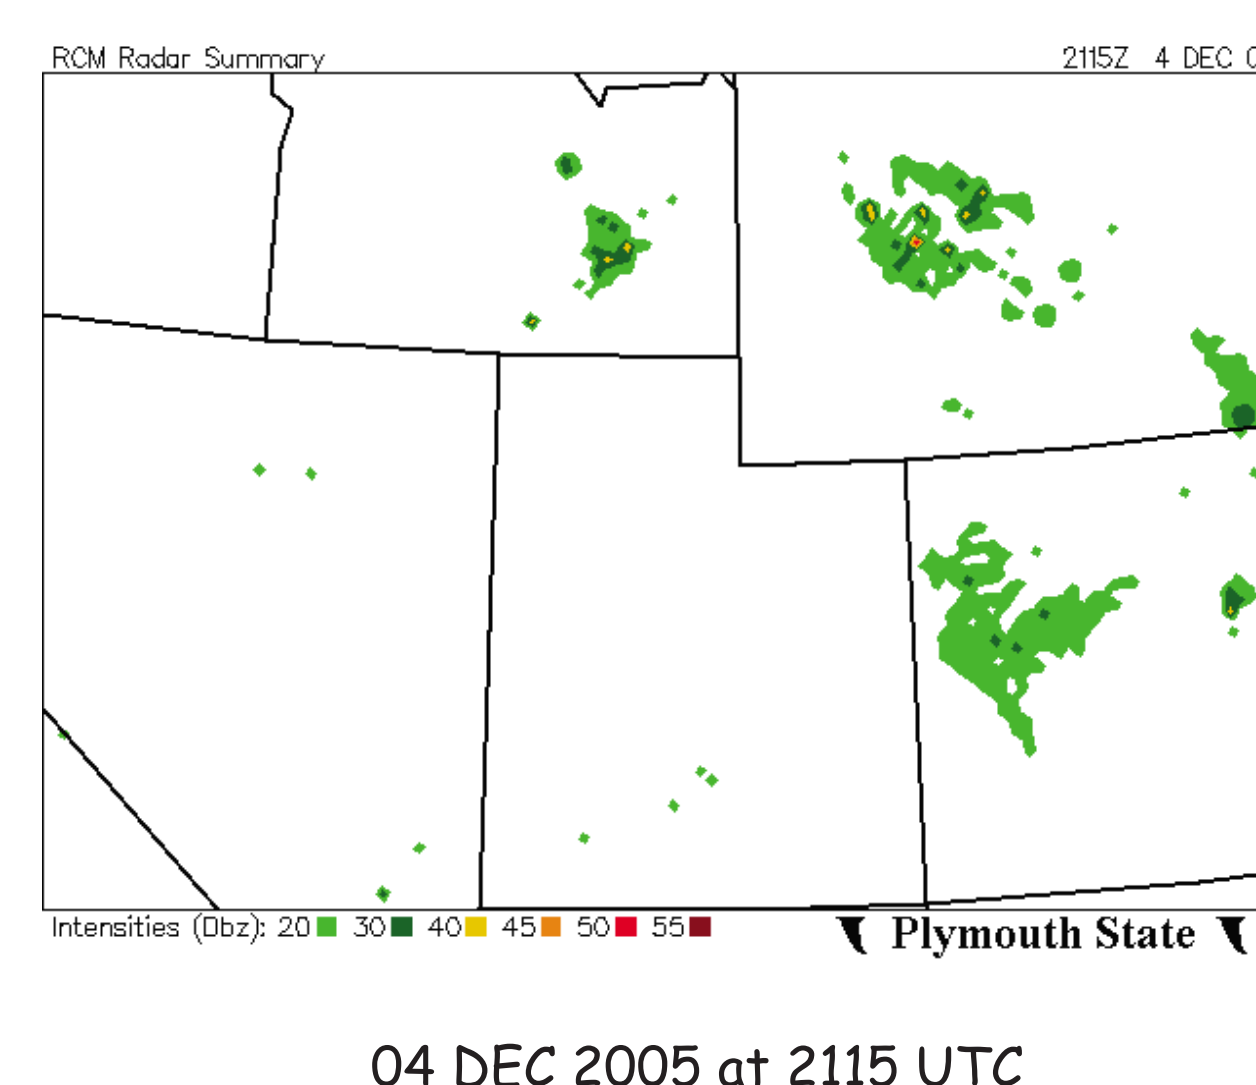 RCM Radar Summary 2115Z 4 DEC
Intensities (Dbz): 20 30 40 45 50 55
Plymouth State
04 DEC 2005 at 2115 UTC